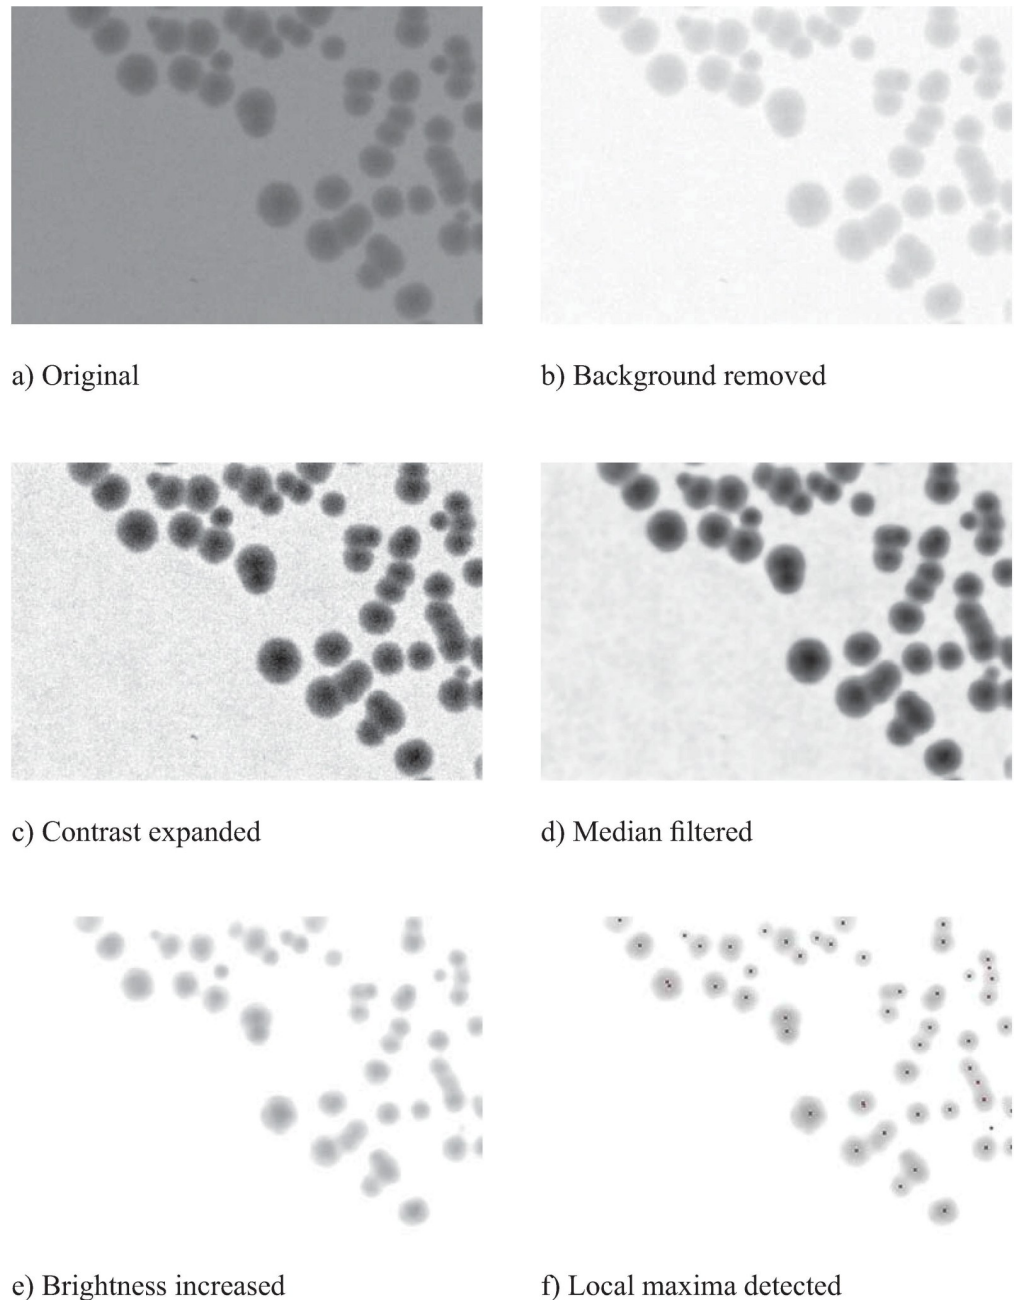 a) Original
b) Background removed
c) Contrast expanded
d) Median filtered
e) Brightness increased
f) Local maxima detected